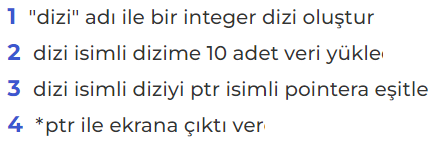 1 "dizi" adı ile bir integer dizi oluştur
2 dizi isimli dizime 10 adet veri yükle
3 dizi isimli diziyi ptr isimli pointera eşitle
4 *ptr ile ekrana çıktı ver